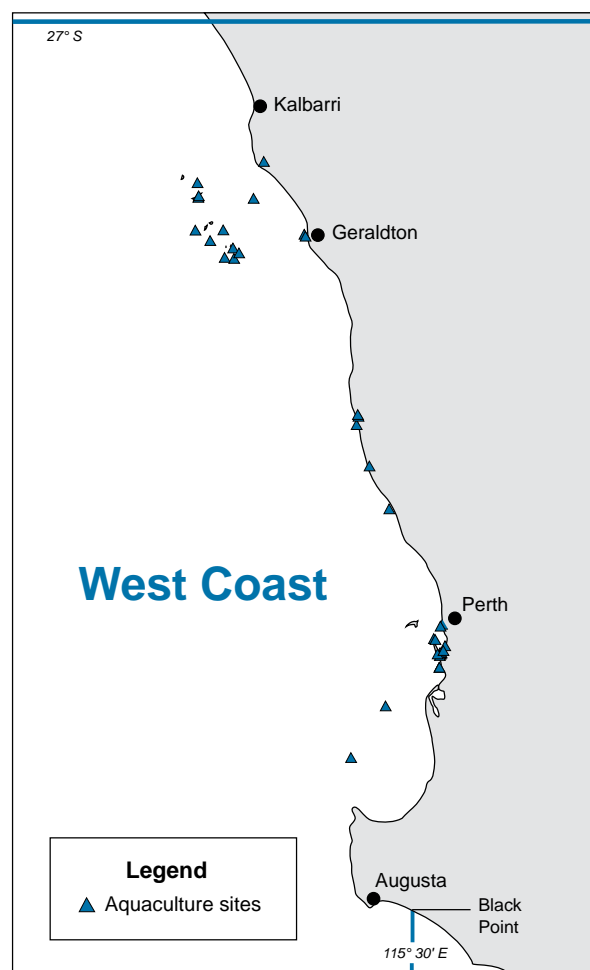 27° S
Kalbarri
Geraldton
West Coast
Perth
Legend
Aquaculture sites
Augusta
Black
Point
115° 30' E